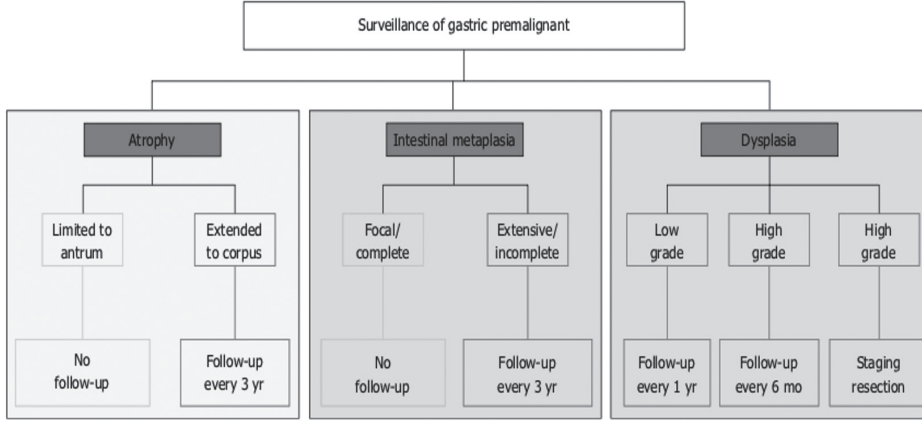 Surveillance of gastric premalignant
Atrophy
Limited to
antrum
Extended
to corpus
No
follow-up
Follow-up
every 3 yr
Intestinal metaplasia
Focal/
complete
Extensive/
incomplete
No
follow-up
Follow-up
every 3 yr
Dysplasia
Low
grade
High
grade
High
grade
Follow-up
every 1 yr
Follow-up
every 6 mo
Staging
resection